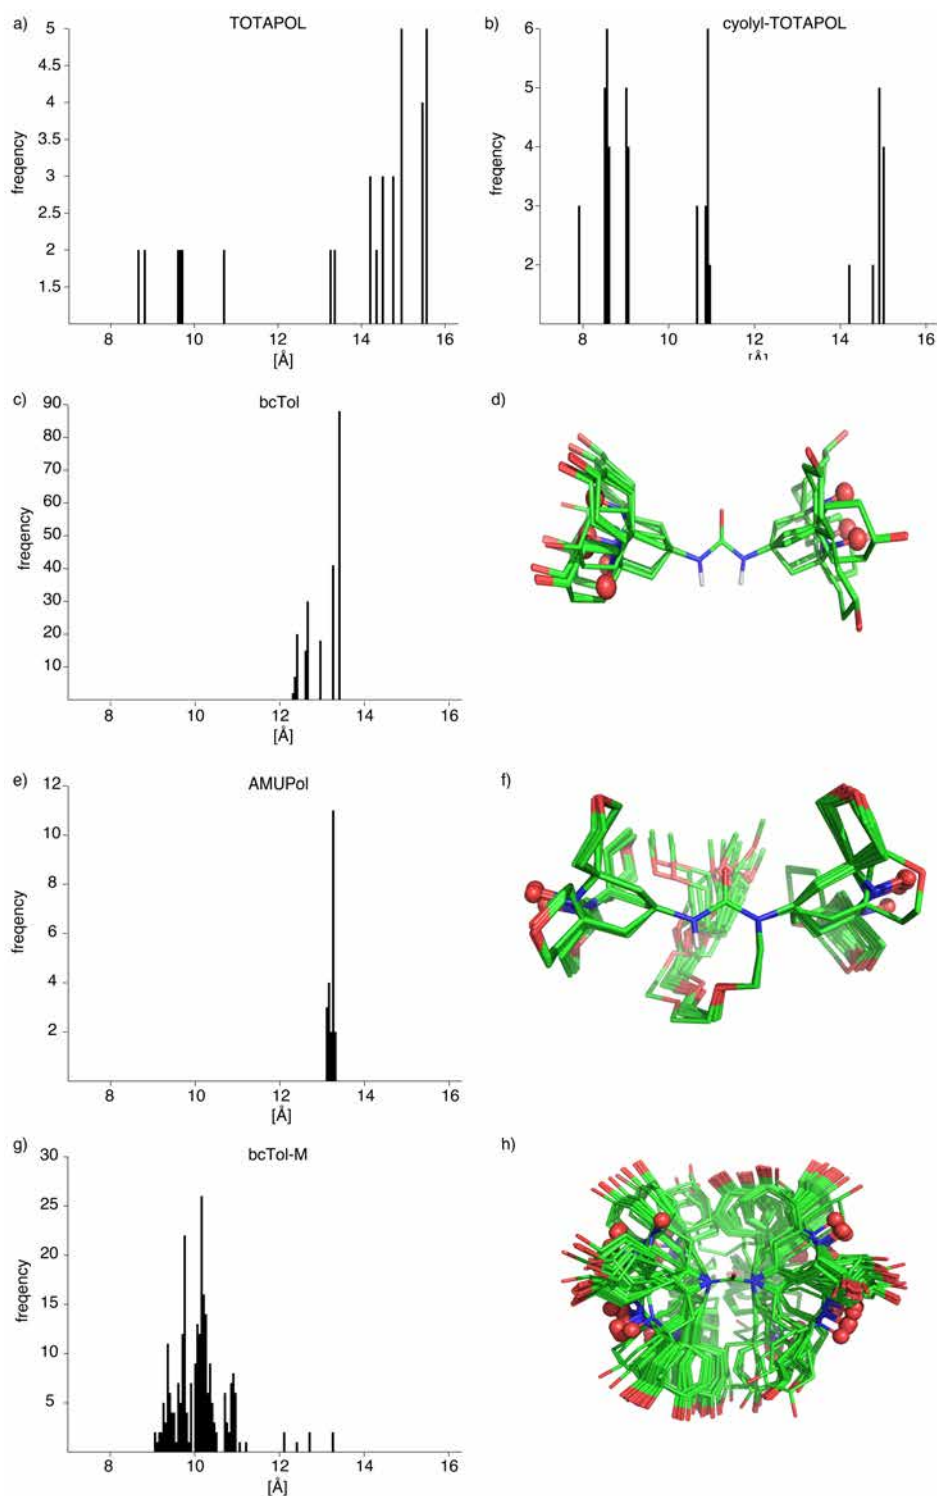 a) TOTAPOL
5
4.5
4
3.5
3
2.5
2
1.5
freqency
8 10 12 14 16
[Å]
b) cyolyl-TOTAPOL
6
5
4
3
2
freqency
8 10 12 14 16
[Å]
c) bcTol
90
80
70
60
50
40
30
20
10
freqency
8 10 12 14 16
[Å]
d)
e) AMUPol
12
10
8
6
4
2
freqency
8 10 12 14 16
[Å]
f)
g) bcTol-M
30
25
20
15
10
5
frequency
8 10 12 14 16
[Å]
h)